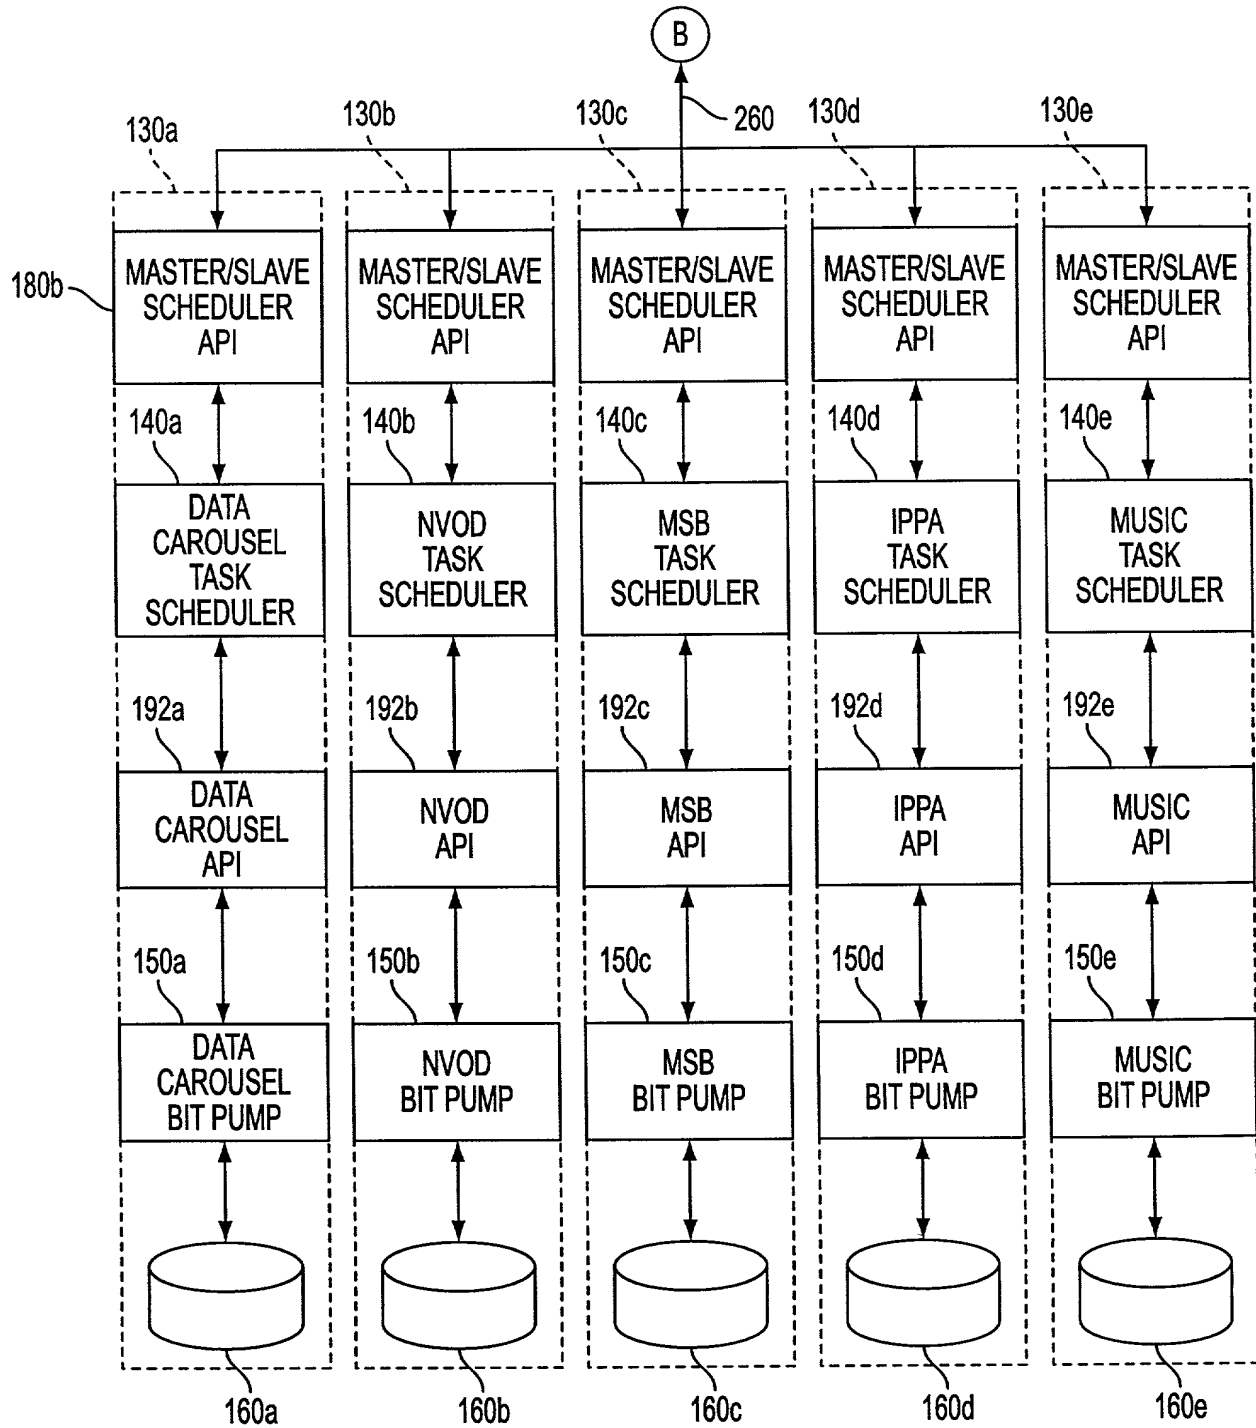 B
260
130a
130b
130c
130d
130e
180b
MASTER/SLAVE
SCHEDULER
API
MASTER/SLAVE
SCHEDULER
API
MASTER/SLAVE
SCHEDULER
API
MASTER/SLAVE
SCHEDULER
API
MASTER/SLAVE
SCHEDULER
API
140a
140b
140c
140d
140e
DATA
CAROUSEL
TASK
SCHEDULER
NVOD
TASK
SCHEDULER
MSB
TASK
SCHEDULER
IPPA
TASK
SCHEDULER
MUSIC
TASK
SCHEDULER
192a
192b
192c
192d
192e
DATA
CAROUSEL
API
NVOD
API
MSB
API
IPPA
API
MUSIC
API
150a
150b
150c
150d
150e
DATA
CAROUSEL
BIT PUMP
NVOD
BIT PUMP
MSB
BIT PUMP
IPPA
BIT PUMP
MUSIC
BIT PUMP
160a
160b
160c
160d
160e